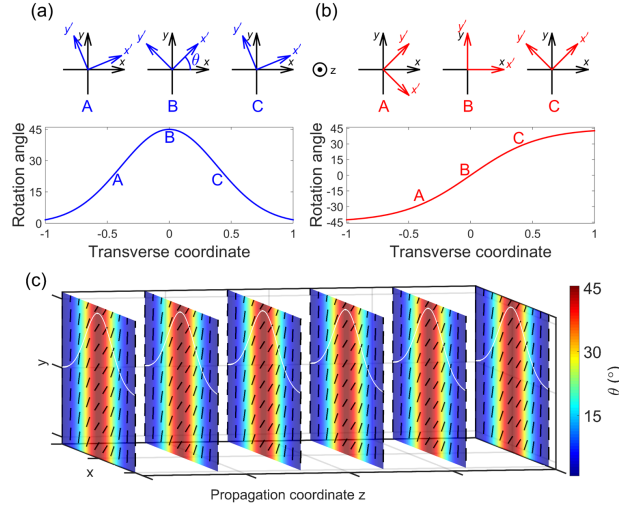 (a)
y' y x' x
y' y x' θ x
y' y x' x
A B C
Rotation angle
45
30
15
0
A B C
-1 -0.5 0 0.5 1
Transverse coordinate
(b)
z
y y' x x'
y' y x x'
y' y x' x
A B C
Rotation angle
45
30
15
0
-15
-30
-45
A B C
-1 -0.5 0 0.5 1
Transverse coordinate
(c)
y
x
Propagation coordinate z
45
30
15
θ (°)